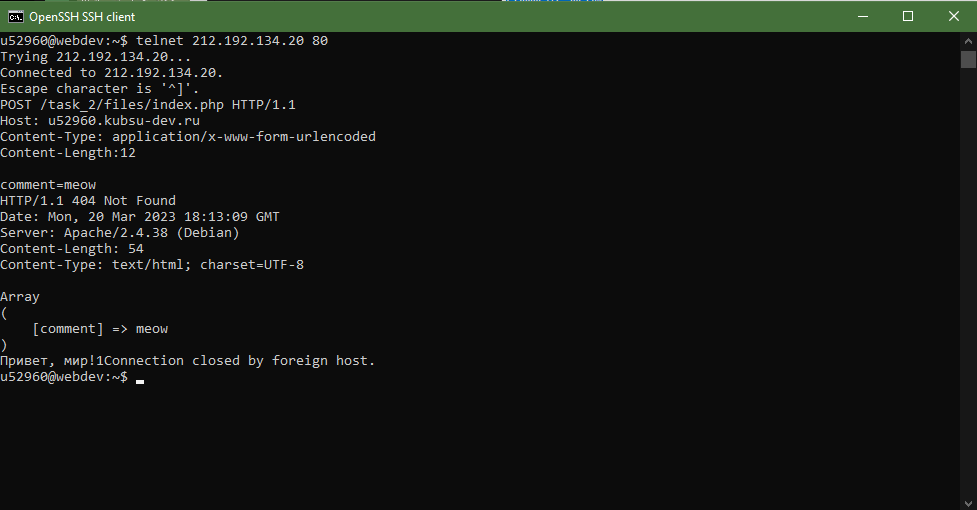 OpenSSH SSH client
u52960@webdev:~$ telnet 212.192.134.20 80
Trying 212.192.134.20...
Connected to 212.192.134.20.
Escape character is '^]'.
POST /task_2/files/index.php HTTP/1.1
Host: u52960.kubsu-dev.ru
Content-Type: application/x-www-form-urlencoded
Content-Length:12

comment=meow
HTTP/1.1 404 Not Found
Date: Mon, 20 Mar 2023 18:13:09 GMT
Server: Apache/2.4.38 (Debian)
Content-Length: 54
Content-Type: text/html; charset=UTF-8

Array
(
    [comment] => meow
)
Привет, мир!1Connection closed by foreign host.
u52960@webdev:~$